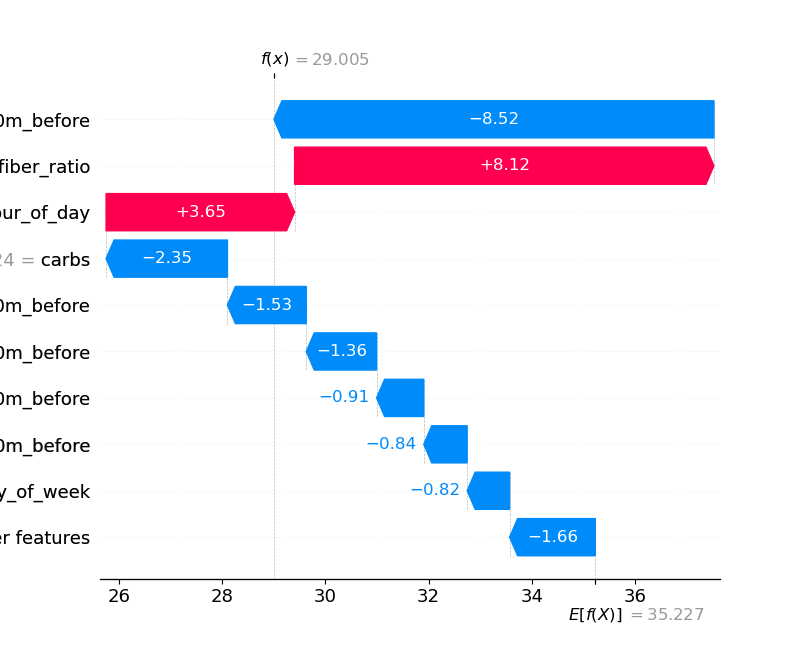 f(x) = 29.005
0m_before
−8.52
fiber_ratio
+8.12
ur_of_day
+3.65
24 = carbs
−2.35
0m_before
−1.53
0m_before
−1.36
0m_before
−0.91
0m_before
−0.84
y_of_week
−0.82
er features
−1.66
26 28 30 32 34 36
E[f(X)] = 35.227